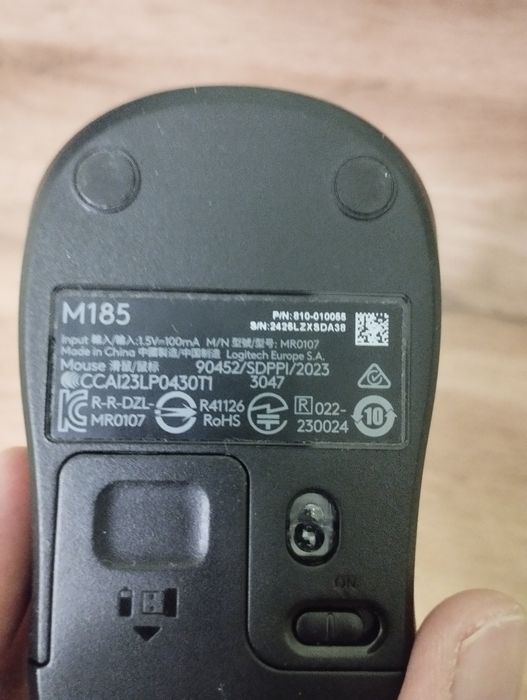 M185
P/N: 810-010066
S/N: 2426LZXSDA38
Input 輸入/输入:1.5V⎓100mA M/N 型號/型号: MR0107
Made in China 中國製造/中国制造 Logitech Europe S.A.
Mouse 滑鼠/鼠标 90452/SDPPI/2023
CCAI23LP0430T1 3047
R-R-DZL-MR0107
R41126
RoHS
R 022-230024
10
ON